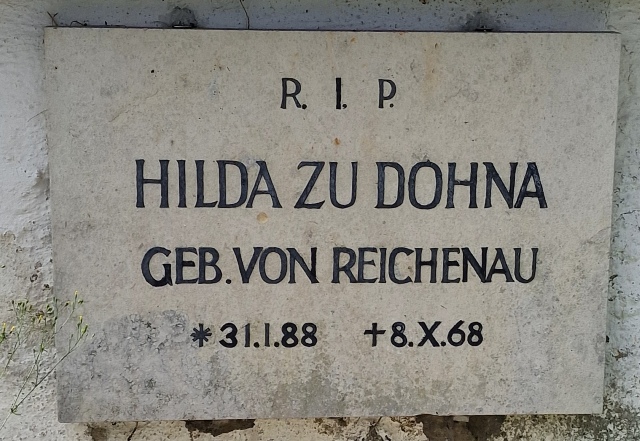 R. I. P.
HILDA ZU DOHNA
GEB. VON REICHENAU
*31.I.88 †8.X.68